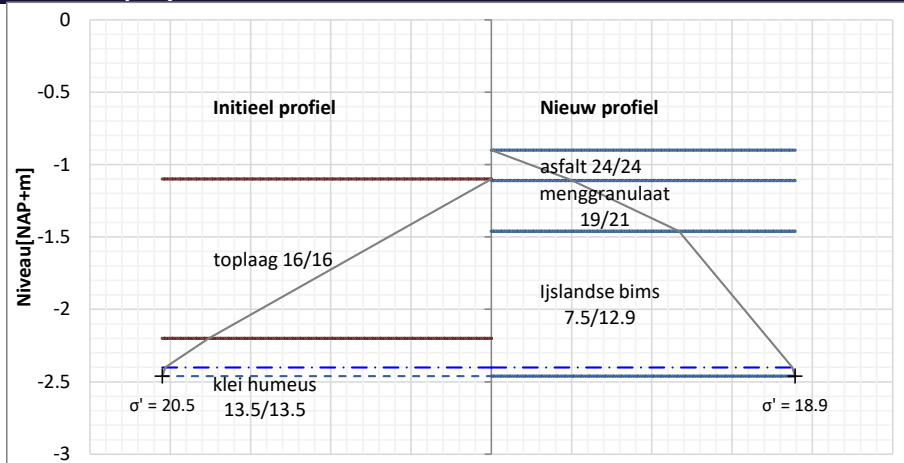 0
-0.5
-1
-1.5
-2
-2.5
-3
Niveau[NAP+m]
Initieel profiel
Nieuw profiel
asfalt 24/24
menggranulaat
19/21
toplaag 16/16
Ijslandse bims
7.5/12.9
klei humeus
13.5/13.5
σ' = 20.5
σ' = 18.9